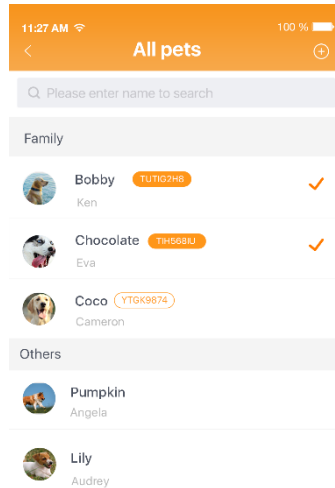 11:27 AM 100 %
All pets
Please enter name to search
Family
Bobby TUTIG2H8
Ken
Chocolate TIH568IU
Eva
Coco YTGK9874
Cameron
Others
Pumpkin
Angela
Lily
Audrey